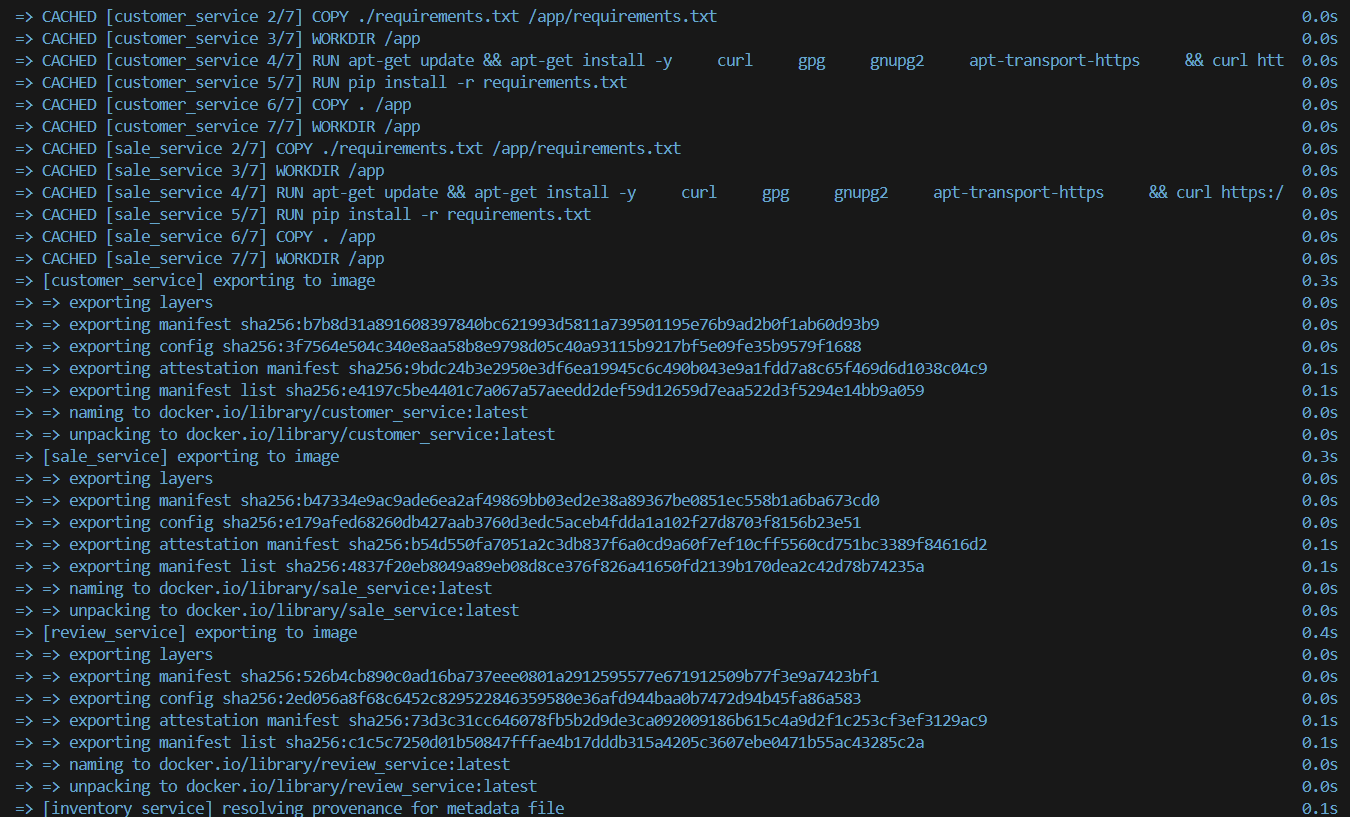 => CACHED [customer_service 2/7] COPY ./requirements.txt /app/requirements.txt 0.0s
=> CACHED [customer_service 3/7] WORKDIR /app 0.0s
=> CACHED [customer_service 4/7] RUN apt-get update && apt-get install -y     curl     gpg     gnupg2     apt-transport-https     && curl htt 0.0s
=> CACHED [customer_service 5/7] RUN pip install -r requirements.txt 0.0s
=> CACHED [customer_service 6/7] COPY . /app 0.0s
=> CACHED [customer_service 7/7] WORKDIR /app 0.0s
=> CACHED [sale_service 2/7] COPY ./requirements.txt /app/requirements.txt 0.0s
=> CACHED [sale_service 3/7] WORKDIR /app 0.0s
=> CACHED [sale_service 4/7] RUN apt-get update && apt-get install -y     curl     gpg     gnupg2     apt-transport-https     && curl https:/ 0.0s
=> CACHED [sale_service 5/7] RUN pip install -r requirements.txt 0.0s
=> CACHED [sale_service 6/7] COPY . /app 0.0s
=> CACHED [sale_service 7/7] WORKDIR /app 0.0s
=> [customer_service] exporting to image 0.3s
=> => exporting layers 0.0s
=> => exporting manifest sha256:b7b8d31a891608397840bc621993d5811a739501195e76b9ad2b0f1ab60d93b9 0.0s
=> => exporting config sha256:3f7564e504c340e8aa58b8e9798d05c40a93115b9217bf5e09fe35b9579f1688 0.0s
=> => exporting attestation manifest sha256:9bdc24b3e2950e3df6ea19945c6c490b043e9a1fdd7a8c65f469d6d1038c04c9 0.1s
=> => exporting manifest list sha256:e4197c5be4401c7a067a57aeedd2def59d12659d7eaa522d3f5294e14bb9a059 0.1s
=> => naming to docker.io/library/customer_service:latest 0.0s
=> => unpacking to docker.io/library/customer_service:latest 0.0s
=> [sale_service] exporting to image 0.3s
=> => exporting layers 0.0s
=> => exporting manifest sha256:b47334e9ac9ade6ea2af49869bb03ed2e38a89367be0851ec558b1a6ba673cd0 0.0s
=> => exporting config sha256:e179afed68260db427aab3760d3edc5aceb4fdda1a102f27d8703f8156b23e51 0.0s
=> => exporting attestation manifest sha256:b54d550fa7051a2c3db837f6a0cd9a60f7ef10cff5560cd751bc3389f84616d2 0.1s
=> => exporting manifest list sha256:4837f20eb8049a89eb08d8ce376f826a41650fd2139b170dea2c42d78b74235a 0.1s
=> => naming to docker.io/library/sale_service:latest 0.0s
=> => unpacking to docker.io/library/sale_service:latest 0.0s
=> [review_service] exporting to image 0.4s
=> => exporting layers 0.0s
=> => exporting manifest sha256:526b4cb890c0ad16ba737eee0801a2912595577e671912509b77f3e9a7423bf1 0.0s
=> => exporting config sha256:2ed056a8f68c6452c829522846359580e36afd944baa0b7472d94b45fa86a583 0.0s
=> => exporting attestation manifest sha256:73d3c31cc646078fb5b2d9de3ca092009186b615c4a9d2f1c253cf3ef3129ac9 0.1s
=> => exporting manifest list sha256:c1c5c7250d01b50847fffae4b17dddb315a4205c3607ebe0471b55ac43285c2a 0.1s
=> => naming to docker.io/library/review_service:latest 0.0s
=> => unpacking to docker.io/library/review_service:latest 0.0s
=> [inventory_service] resolving provenance for metadata file 0.1s